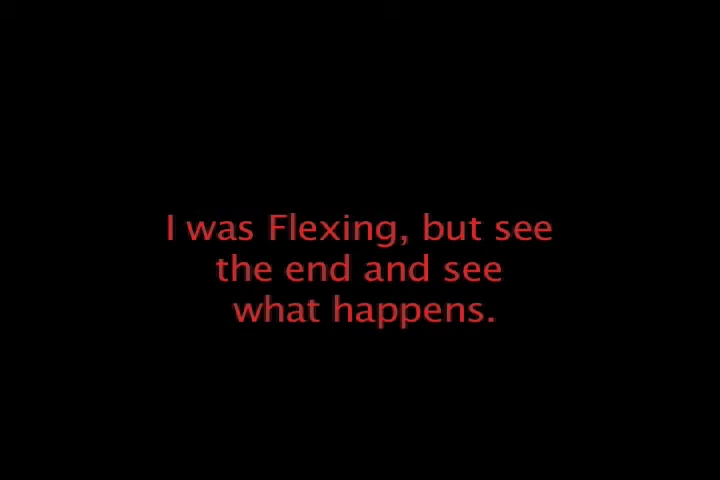 I was Flexing, but see
the end and see
what happens.